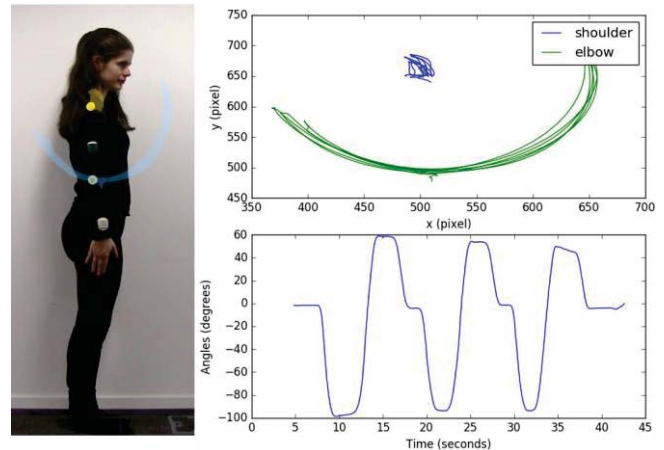 750
700
650
600
550
500
450
y (pixel)
shoulder
elbow
350 400 450 500 550 600 650 700
x (pixel)
60
40
20
0
−20
−40
−60
−80
−100
Angles (degrees)
0 5 10 15 20 25 30 35 40 45
Time (seconds)